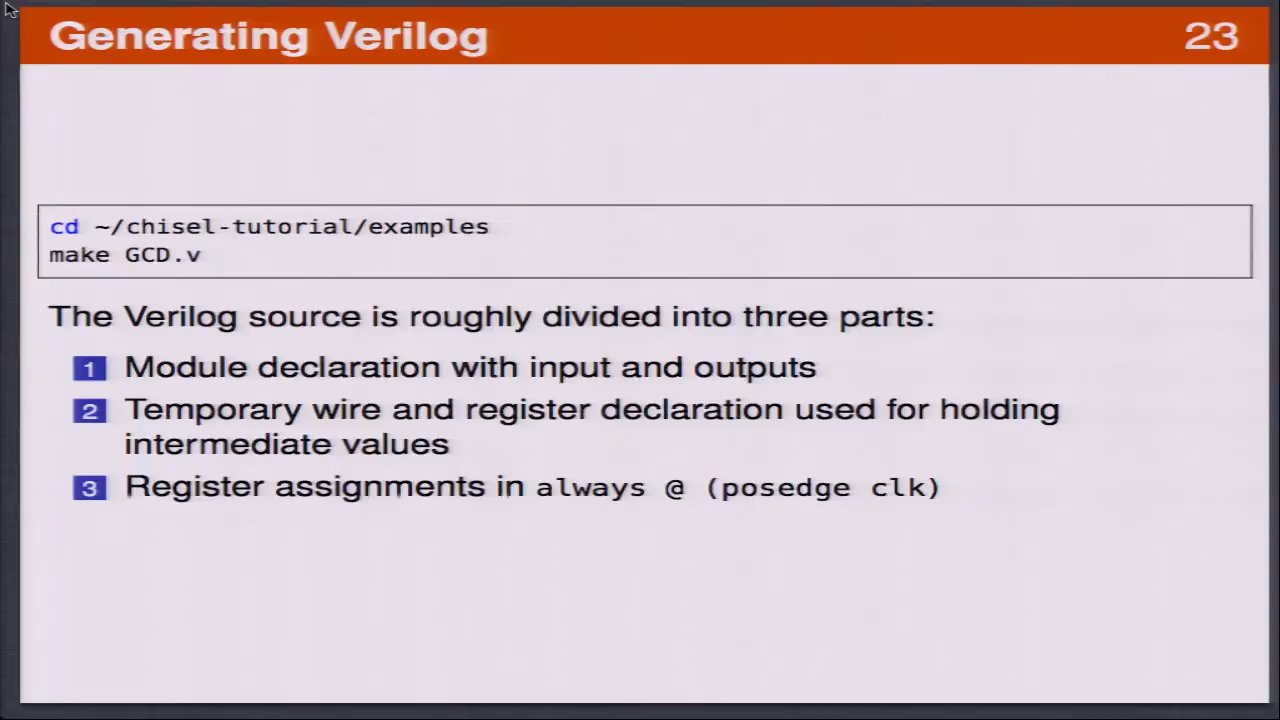 Generating Verilog 23
cd ~/chisel-tutorial/examples
make GCD.v
The Verilog source is roughly divided into three parts:
1 Module declaration with input and outputs
2 Temporary wire and register declaration used for holding
intermediate values
3 Register assignments in always @ (posedge clk)